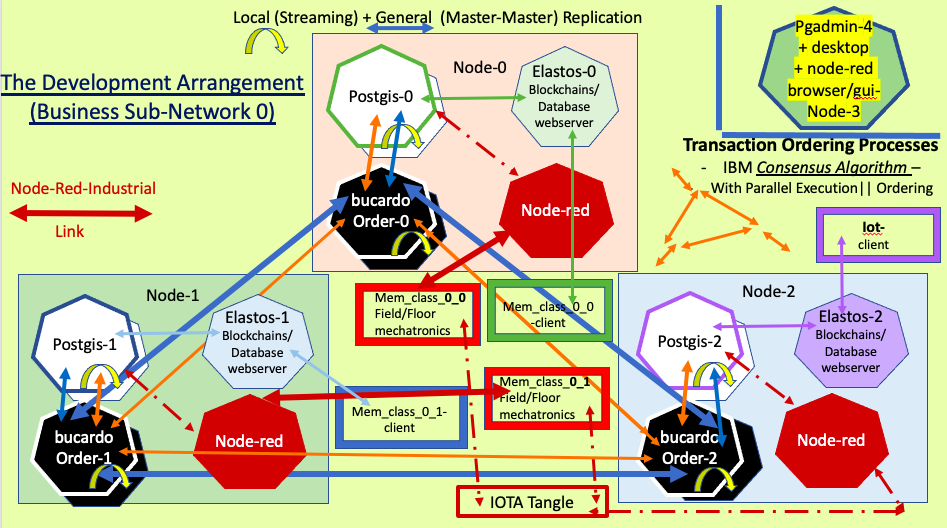 Local (Streaming) + General (Master-Master) Replication
The Development Arrangement
(Business Sub-Network 0)
Node-Red-Industrial
Link
Node-0
Postgis-0
Elastos-0
Blockchains/
Database
webserver
bucardo
Order-0
Node-red
Pgadmin-4
+ desktop
+ node-red
browser/gui-
Node-3
Transaction Ordering Processes
- IBM Consensus Algorithm –
With Parallel Execution|| Ordering
Iot-
client
Node-1
Postgis-1
Elastos-1
Blockchains/
Database
webserver
bucardo
Order-1
Node-red
Mem_class_0_0
Field/Floor
mechatronics
Mem_class_0_0
-client
Mem_class_0_1-
client
Mem_class_0_1
Field/Floor
mechatronics
IOTA Tangle
Node-2
Postgis-2
Elastos-2
Blockchains/
Database
webserver
bucardo
Order-2
Node-red